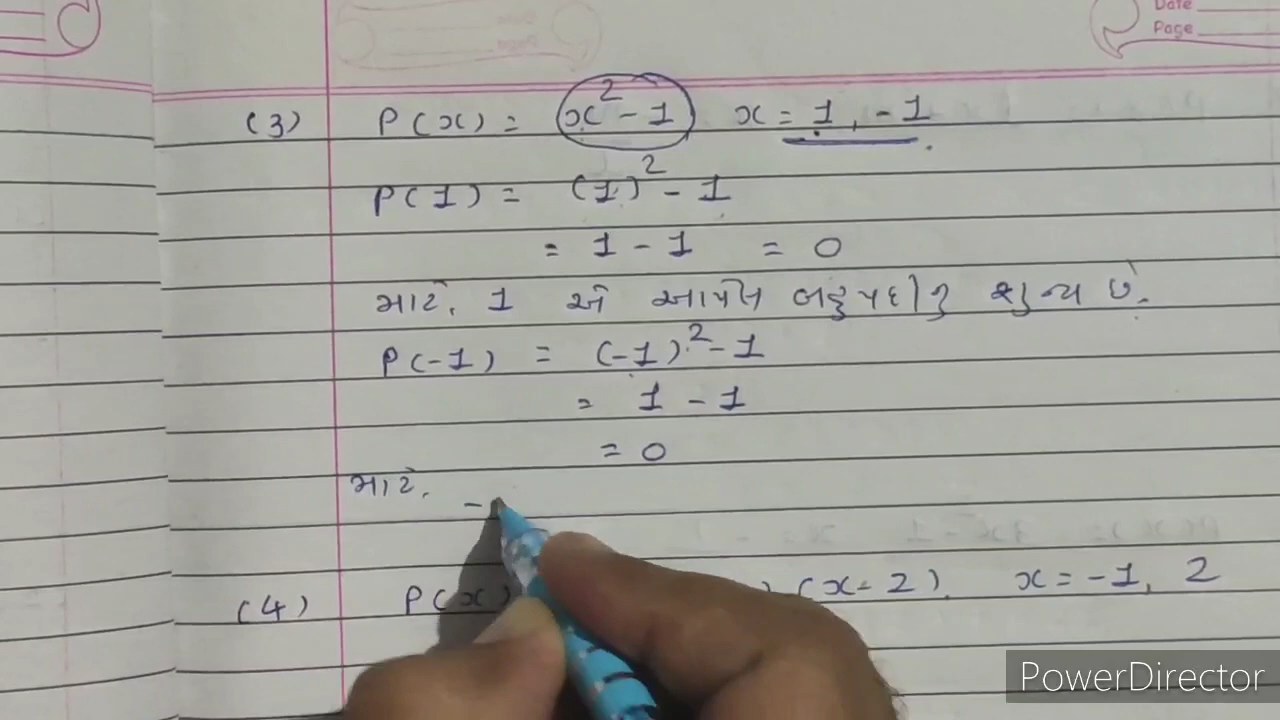 Date
Page
(3) P(x) = x² - 1 x = 1, -1.
P(1) = (1)² - 1
= 1 - 1 = 0
માટે. 1 એ આપેલ બહુપદીનું શુન્ય છે.
P(-1) = (-1)² - 1
= 1 - 1
= 0
માટે. -
(4) P(x) ) (x - 2). x = -1, 2
PowerDirector